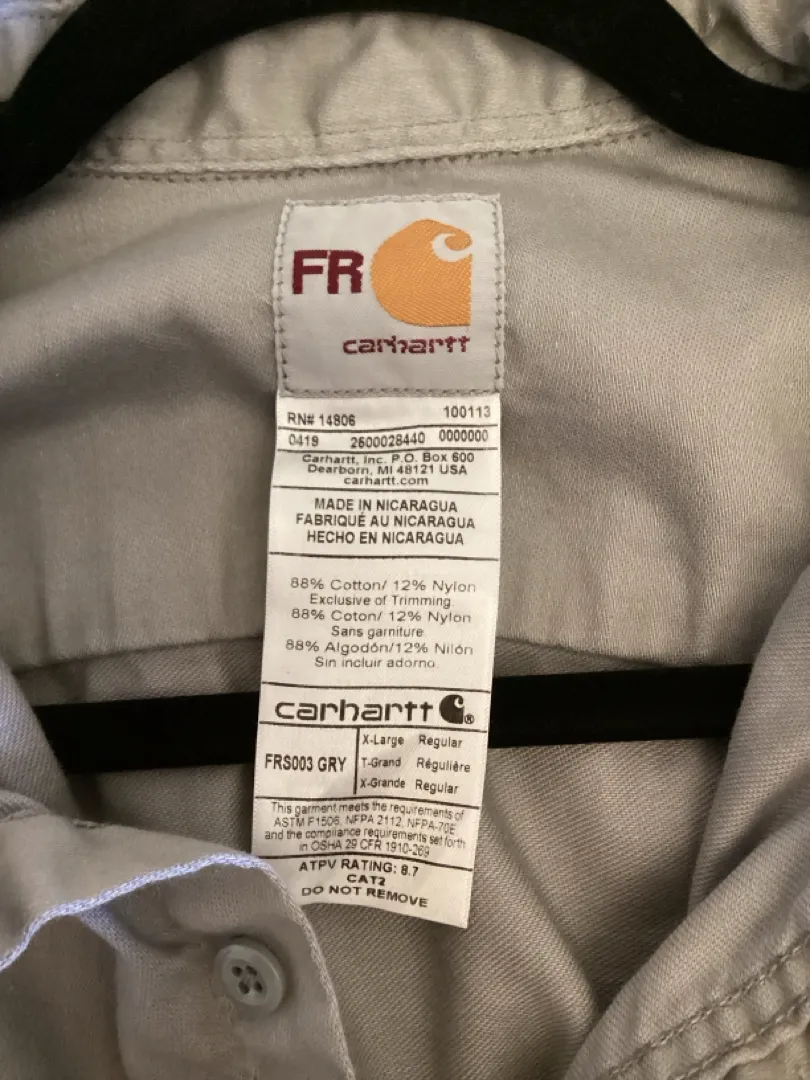 FR
carhartt
RN# 14806 100113
0419 2600028440 0000000
Carhartt, Inc. P.O. Box 600
Dearborn, MI 48121 USA
carhartt.com
MADE IN NICARAGUA
FABRIQUÉ AU NICARAGUA
HECHO EN NICARAGUA
88% Cotton/ 12% Nylon
Exclusive of Trimming
88% Coton/ 12% Nylon
Sans garniture
88% Algodón/12% Nilón
Sin incluir adorno.
carhartt ®
FRS003 GRY
X-Large Regular
T-Grand Régulière
X-Grande Regular
This garment meets the requirements of
ASTM F1506, NFPA 2112, NFPA-70E
and the compliance requirements set forth
in OSHA 29 CFR 1910-269
ATPV RATING: 8.7
CAT2
DO NOT REMOVE